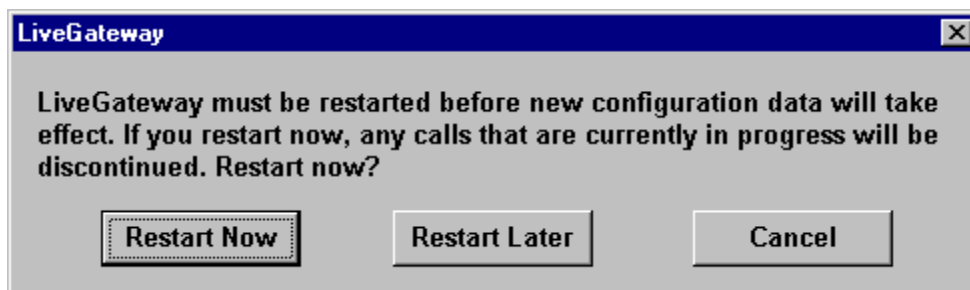 LiveGateway
LiveGateway must be restarted before new configuration data will take
effect. If you restart now, any calls that are currently in progress will be
discontinued. Restart now?
Restart Now
Restart Later
Cancel